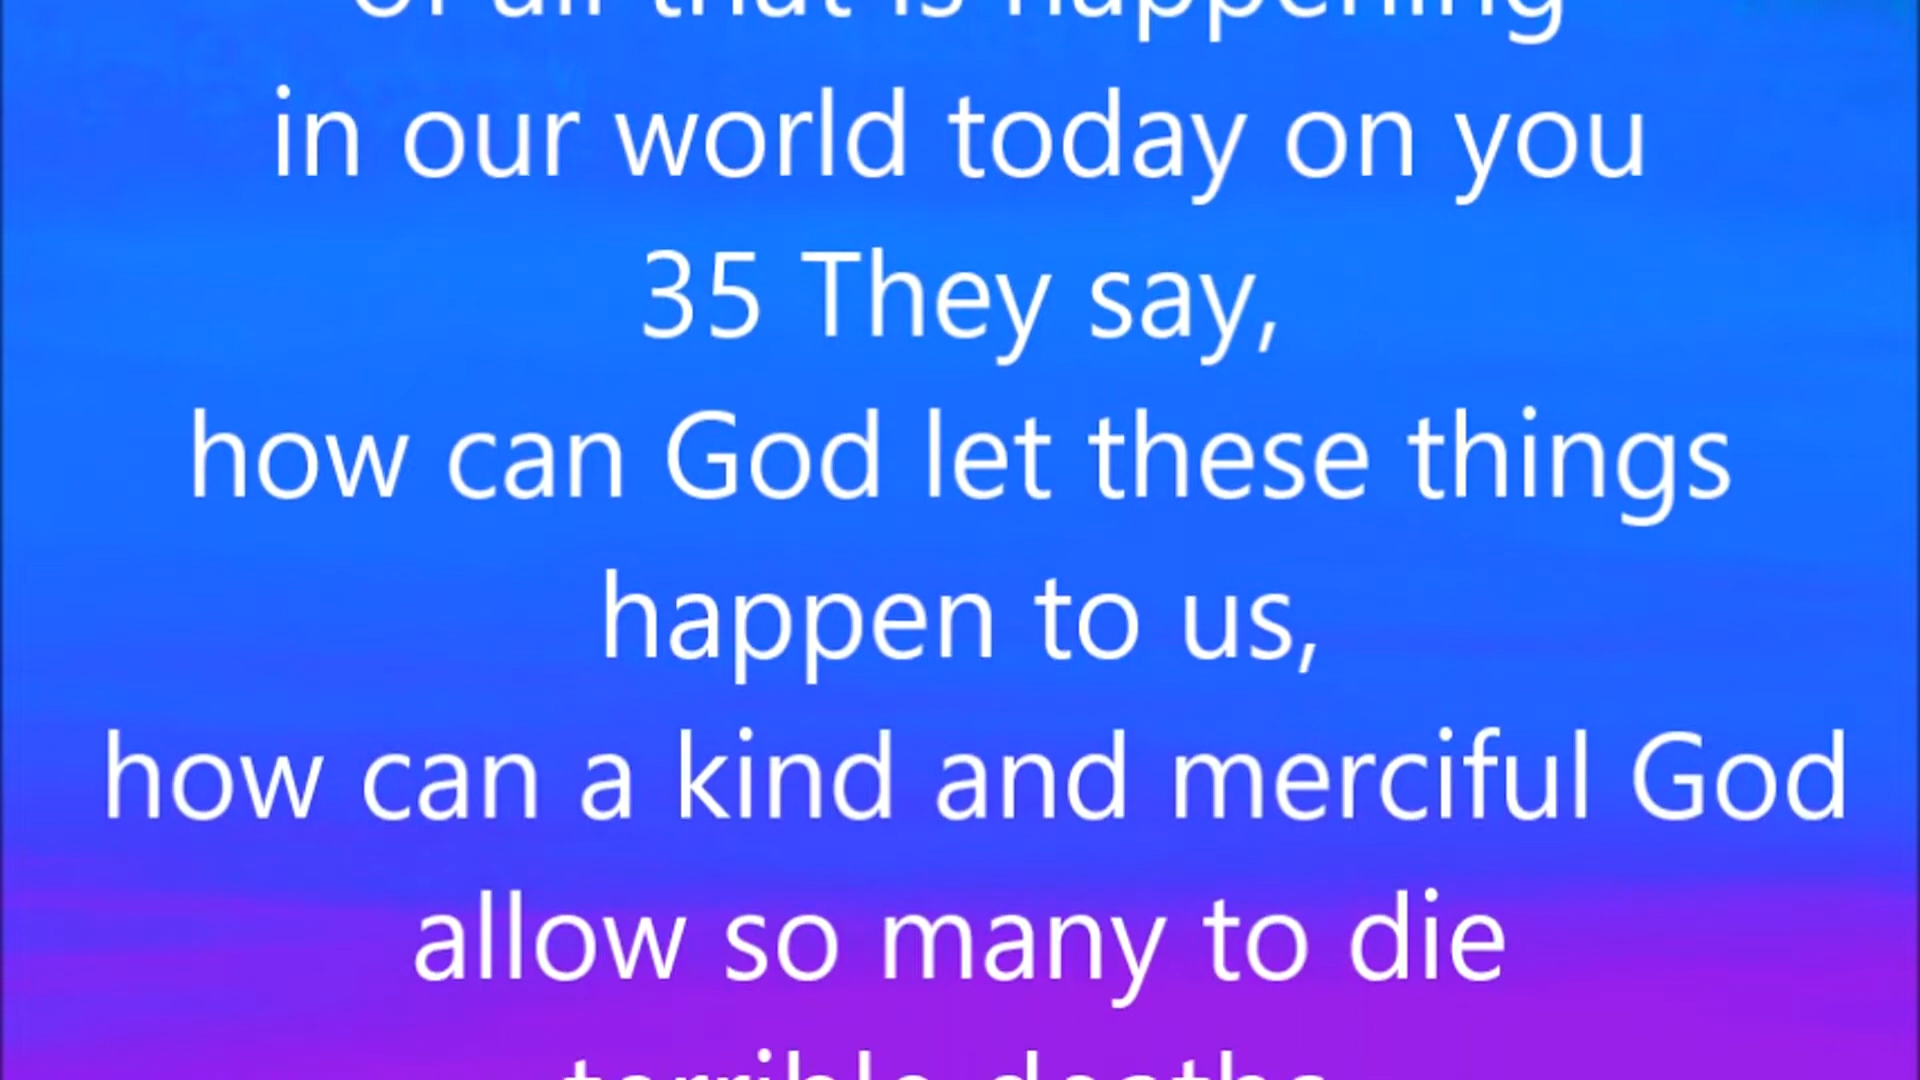 of all that is happening
in our world today on you
35 They say,
how can God let these things
happen to us,
how can a kind and merciful God
allow so many to die
terrible deaths